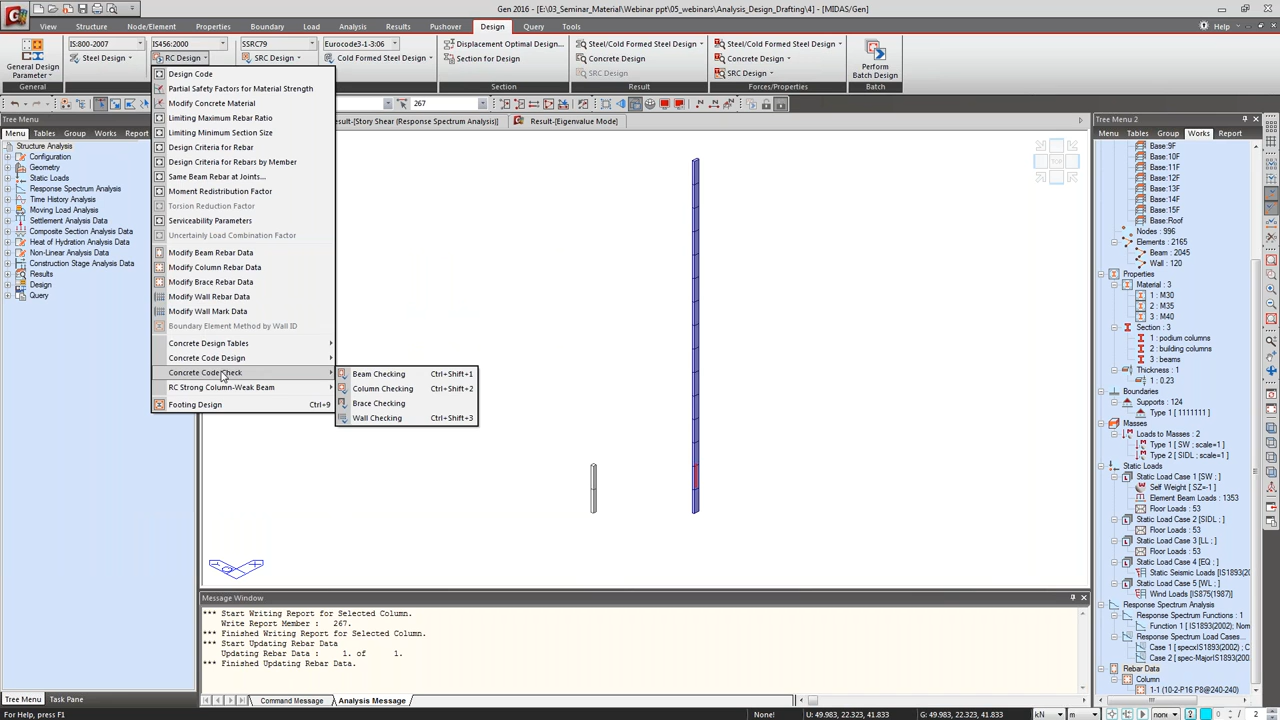 Gen 2016 - [E:\03_Seminar_Material\Webinar ppt\05_webinars\Analysis_Design_Drafting\4] - [MIDAS/Gen]
View Structure Node/Element Properties Boundary Load Analysis Results Pushover Design Query Tools Help
IS:800-2007 IS456:2000 SSRC79 Eurocode3-1-3:06
Steel Design RC Design SRC Design Cold Formed Steel Design
General Design Parameter
General
Displacement Optimal Design...
Section for Design
Section
Steel/Cold Formed Steel Design
Concrete Design
SRC Design
Result
Steel/Cold Formed Steel Design
Concrete Design
SRC Design
Forces/Properties
Perform Batch Design
Batch
267
Tree Menu
Menu Tables Group Works Report
Structure Analysis
Configuration
Geometry
Static Loads
Response Spectrum Analysis
Time History Analysis
Moving Load Analysis
Settlement Analysis Data
Composite Section Analysis Data
Heat of Hydration Analysis Data
Non-Linear Analysis Data
Construction Stage Analysis Data
Results
Design
Query
Tree Menu Task Pane
Design Code
Partial Safety Factors for Material Strength
Modify Concrete Material
Limiting Maximum Rebar Ratio
Limiting Minimum Section Size
Design Criteria for Rebar
Design Criteria for Rebars by Member
Same Beam Rebar at Joints...
Moment Redistribution Factor
Torsion Reduction Factor
Serviceability Parameters
Uncertainly Load Combination Factor
Modify Beam Rebar Data
Modify Column Rebar Data
Modify Brace Rebar Data
Modify Wall Rebar Data
Modify Wall Mark Data
Boundary Element Method by Wall ID
Concrete Design Tables
Concrete Code Design
Concrete Code Check
RC Strong Column-Weak Beam
Footing Design Ctrl+9
Beam Checking Ctrl+Shift+1
Column Checking Ctrl+Shift+2
Brace Checking
Wall Checking Ctrl+Shift+3
Result-[Story Shear (Response Spectrum Analysis)] Result-[Eigenvalue Mode]
TOP
Message Window
*** Start Writing Report for Selected Column.
Write Report Member : 267.
*** Finished Writing Report for Selected Column.
*** Start Updating Rebar Data
Updating Rebar Data : 1. of 1.
*** Finished Updating Rebar Data.
Command Message Analysis Message
Tree Menu 2
Menu Tables Group Works Report
Base:9F
Base:10F
Base:11F
Base:12F
Base:13F
Base:14F
Base:15F
Base:Roof
Nodes : 996
Elements : 2165
Beam : 2045
Wall : 120
Properties
Material : 3
1 : M30
2 : M35
3 : M40
Section : 3
1 : podium columns
2 : building columns
3 : beams
Thickness : 1
1 : 0.23
Boundaries
Supports : 124
Type 1 [1111111]
Masses
Loads to Masses : 2
Type 1 [SW ; scale=1]
Type 2 [SIDL ; scale=1]
Static Loads
Static Load Case 1 [SW ; ]
Self Weight [SZ=-1]
Element Beam Loads : 1353
Floor Loads : 53
Static Load Case 2 [SIDL ; ]
Floor Loads : 53
Static Load Case 3 [LL ; ]
Floor Loads : 53
Static Load Case 4 [EQ ; ]
Static Seismic Loads [IS1893(20
Static Load Case 5 [WL ; ]
Wind Loads [IS875(1987)]
Response Spectrum Analysis
Response Spectrum Functions : 1
Function 1 [ IS1893(2002); Nom
Response Spectrum Load Cases...
Case 1 [specxIS1893(2002); Fu
Case 2 [spec-MajorIS1893(2002)
Rebar Data
Column
1-1 (10-2-P16 P8@240-240)
For Help, press F1
None! U: 49.983, 22.323, 41.833 G: 49.983, 22.323, 41.833 kN m none 0 / 2